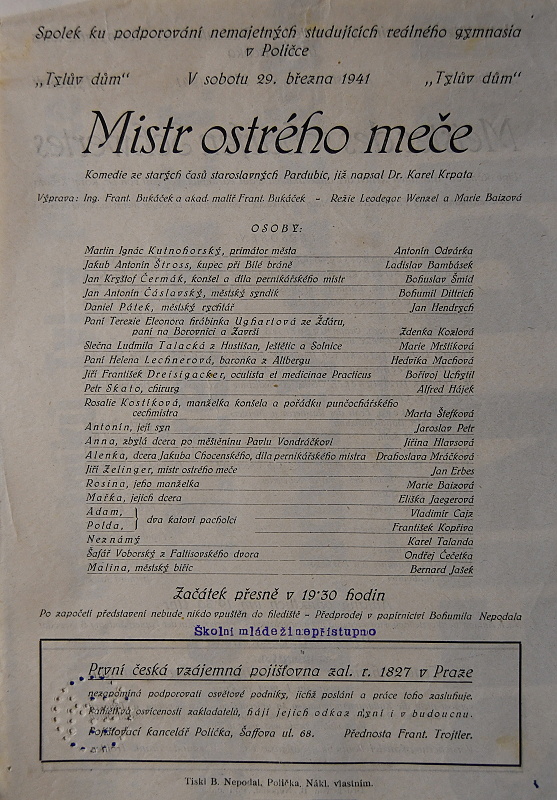 Spolek ku podporování nemajetných studujících reálného gymnasia
v Poličce
„Tylův dům“ V sobotu 29. března 1941 „Tylův dům“
Mistr ostrého meče
Komedie ze starých časů staroslavných Pardubic, již napsal Dr. Karel Krpata
Výprava: Ing. Frant. Bukáček a akad. malíř Frant. Bukáček - Režie Leodegar Wenzel a Marie Baizová
OSOBY:
Martin Ignác Kutnohorský, primátor města Antonín Odvárka
Jakub Antonín Štross, kupec při Bílé bráně Ladislav Bambásek
Jan Kryštof Čermák, konšel a díla perníkářského mistr Bohuslav Šmíd
Jan Antonín Čáslavský, městský syndik Bohumil Dittrich
Daniel Pátek, městský rychtář Jan Hendrych
Paní Terezie Eleonora hrabinka Ughartová ze Žďáru,
paní na Borovnici a Závrší Zdenka Kozlová
Slečna Ludmila Talacká z Hustiřan, Ještětic a Solnice Marie Mrštíková
Paní Helena Lechnerová, baronka z Altbergu Hedvika Machová
Jiří František Dreisigacker, oculista et medicinae Practicus Bořivoj Uchytil
Petr Skato, chirurg Alfred Hájek
Rosalie Kostíková, manželka konšela a pořádku punčochářského
cechmistra Marta Štefková
Antonín, její syn Jaroslav Petr
Anna, zbylá dcera po měštěnínu Pavlu Vondráčkovi Jiřina Hlavsová
Alenka, dcera Jakuba Chocenského, díla perníkářského mistra Drahoslava Mráčková
Jiří Zelinger, mistr ostrého meče Jan Erbes
Rosina, jeho manželka Marie Baizová
Mařka, jejich dcera Eliška Jaegerová
Adam, Vladimír Cajz
dva katovi pacholci
Polda, František Kopřiva
Neznámý Karel Talanda
Šafář Voborský z Fallisovského dvora Ondřej Čečetka
Malina, městský biřic Bernard Jašek
Začátek přesně v 19·30 hodin
Po započetí představení nebude nikdo vpuštěn do hlediště - Předprodej v papírnictví Bohumila Nepodala
Školní mládeži nepřístupno
První česká vzájemná pojišťovna zal. r. 1827 v Praze
nezapomíná podporovati osvětové podniky, jichž poslání a práce toho zasluhuje.
Pamětliva osvícenosti zakladatelů, hájí jejich odkaz nyní i v budoucnu.
Pojišťovací kancelář Polička, Šaffova ul. 68. Přednosta Frant. Trojtler.
Tiskl B. Nepodal, Polička, Nákl. vlastním.